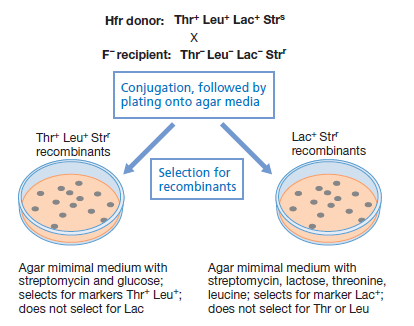 Hfr donor: Thr⁺ Leu⁺ Lac⁺ Strˢ
X
F⁻ recipient: Thr⁻ Leu⁻ Lac⁻ Strʳ
Conjugation, followed by
plating onto agar media
Thr⁺ Leu⁺ Strʳ
recombinants
Lac⁺ Strʳ
recombinants
Selection for
recombinants
Agar mimimal medium with
streptomycin and glucose;
selects for markers Thr⁺ Leu⁺;
does not select for Lac
Agar mimimal medium with
streptomycin, lactose, threonine,
leucine; selects for marker Lac⁺;
does not select for Thr or Leu